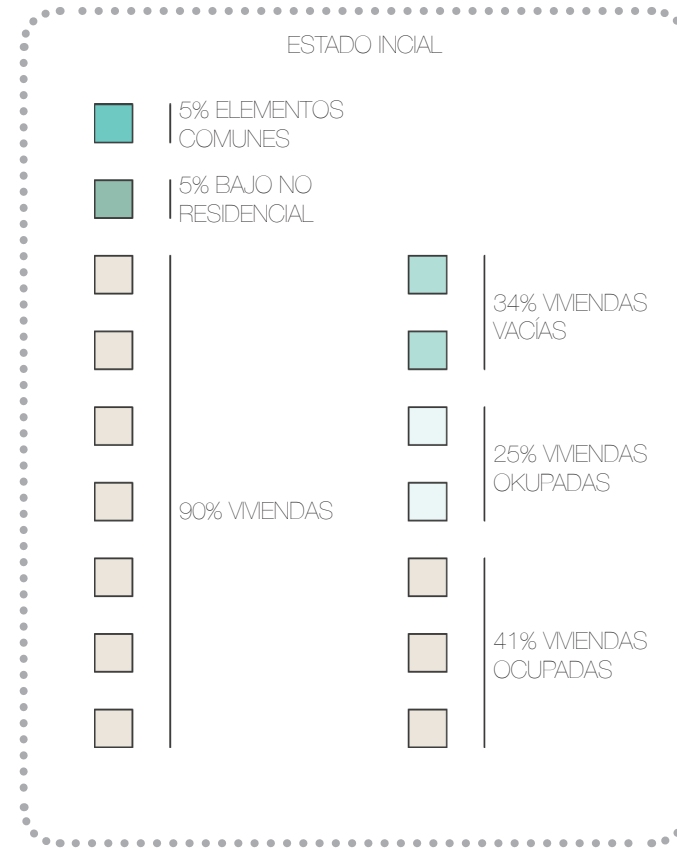 ESTADO INCIAL
5% ELEMENTOS
COMUNES
5% BAJO NO
RESIDENCIAL
90% VIVIENDAS
34% VIVIENDAS
VACÍAS
25% VIVIENDAS
OKUPADAS
41% VIVIENDAS
OCUPADAS